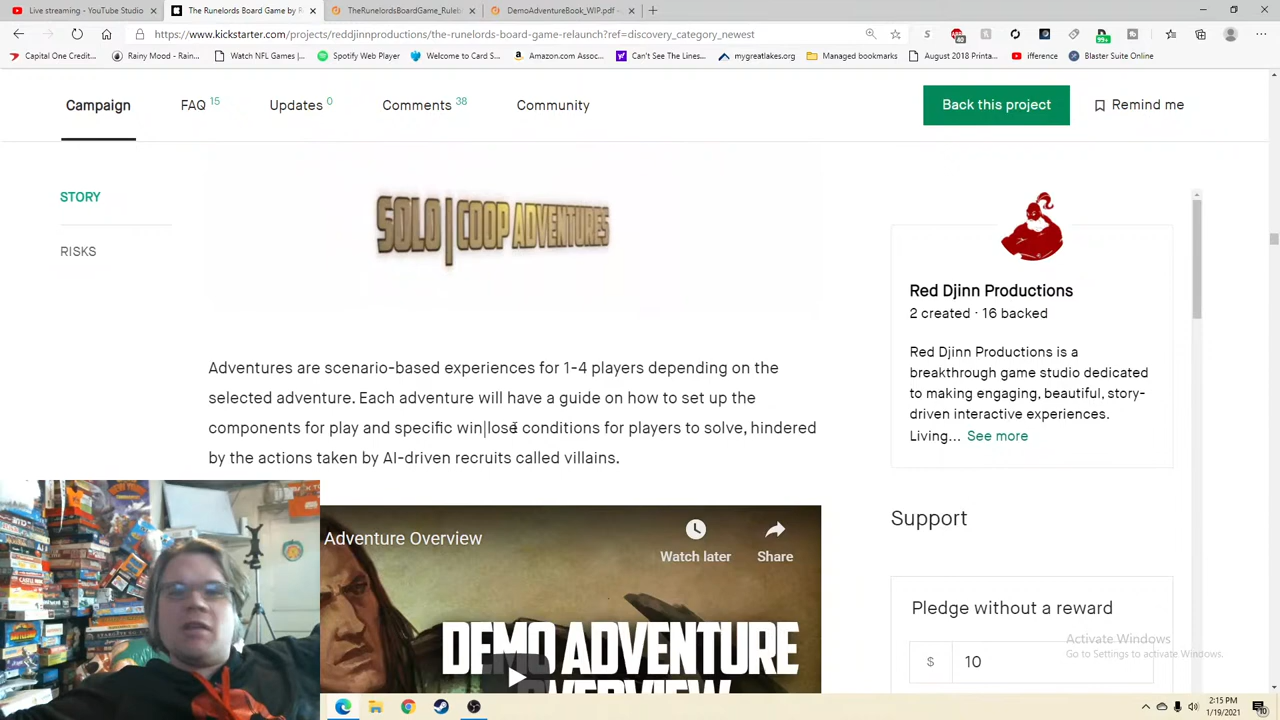 Live streaming - YouTube Studio
The Runelords Board Game by R
TheRunelordsBoardGame_Ruleb
DemoAdventureBook_WIP.pdf -
https://www.kickstarter.com/projects/reddjinnproductions/the-runelords-board-game-relaunch?ref=discovery_category_newest
Capital One Credit...
Rainy Mood - Rain...
Watch NFL Games |...
Spotify Web Player
Welcome to Card S...
Amazon.com Assoc...
Can't See The Lines...
mygreatlakes.org
Managed bookmarks
August 2018 Printa...
ifference
Blaster Suite Online
Campaign
FAQ 15
Updates 0
Comments 38
Community
Back this project
Remind me
STORY
RISKS
SOLO | COOP ADVENTURES
Adventures are scenario-based experiences for 1-4 players depending on the
selected adventure. Each adventure will have a guide on how to set up the
components for play and specific win|lose conditions for players to solve, hindered
by the actions taken by AI-driven recruits called villains.
Adventure Overview
Watch later
Share
DEMO ADVENTURE
OVERVIEW
Red Djinn Productions
2 created · 16 backed
Red Djinn Productions is a
breakthrough game studio dedicated
to making engaging, beautiful, story-
driven interactive experiences.
Living... See more
Support
Pledge without a reward
$ 10
Activate Windows
Go to Settings to activate Windows.
2:15 PM
1/19/2021